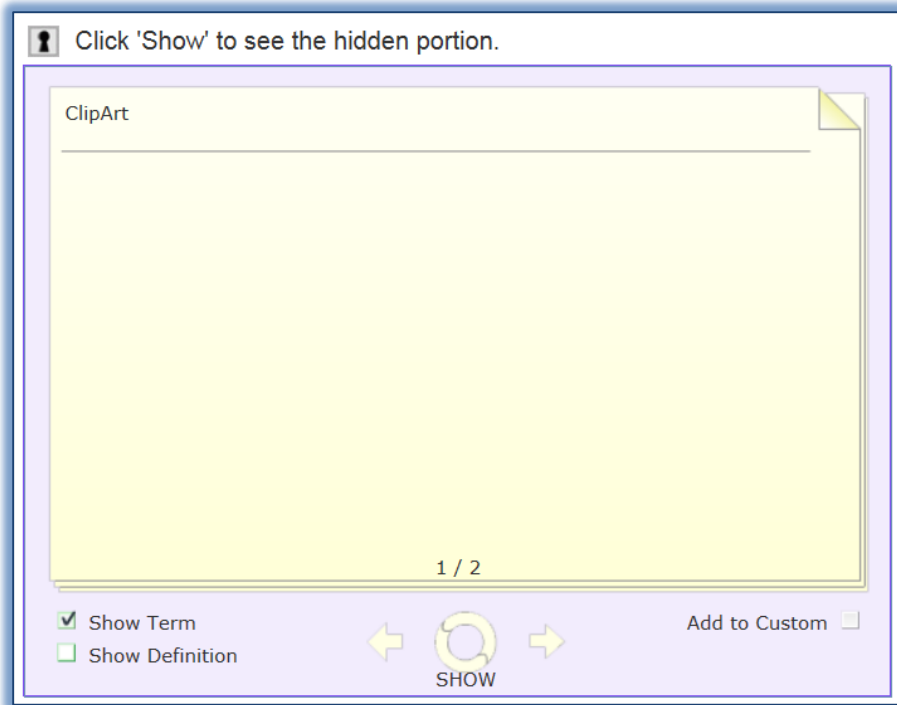 Click 'Show' to see the hidden portion.
ClipArt
1 / 2
Show Term
Add to Custom
Show Definition
SHOW